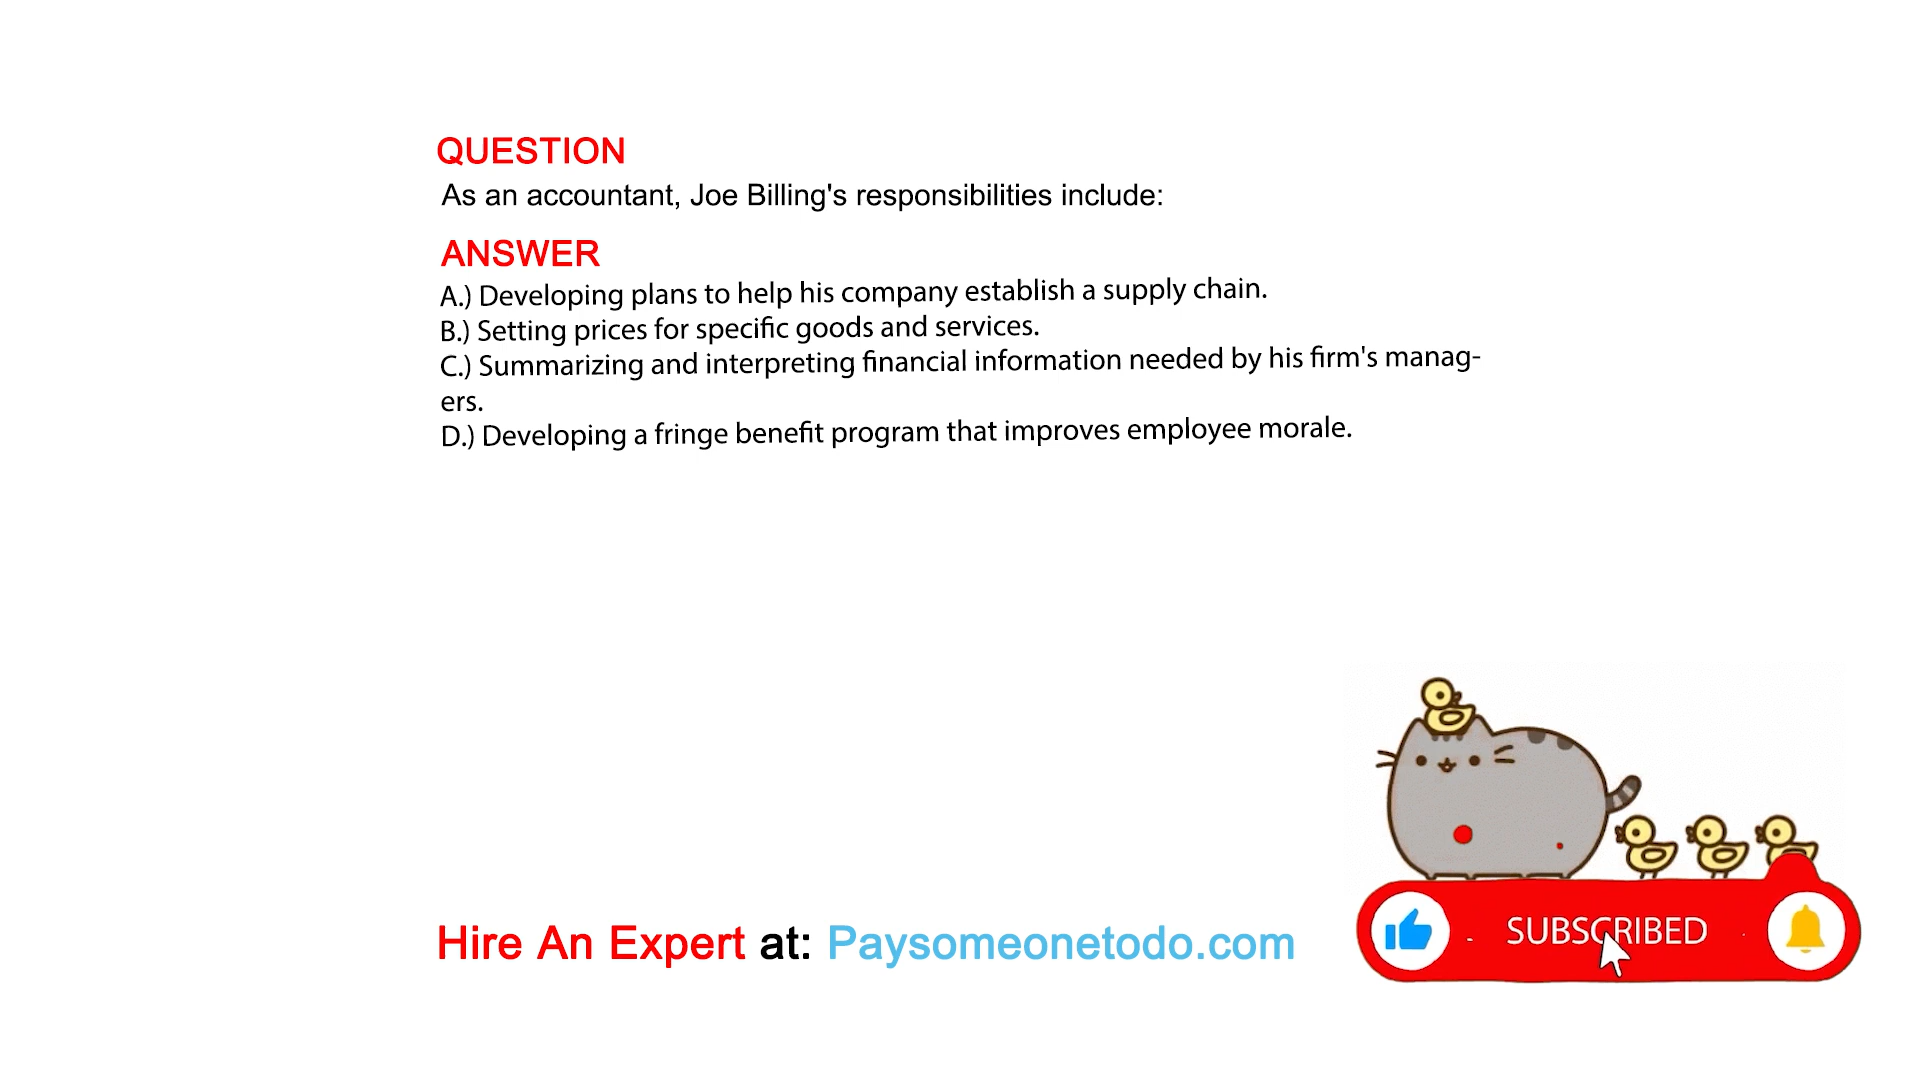 QUESTION
As an accountant, Joe Billing's responsibilities include:
ANSWER
A.) Developing plans to help his company establish a supply chain.
B.) Setting prices for specific goods and services.
C.) Summarizing and interpreting financial information needed by his firm's manag-
ers.
D.) Developing a fringe benefit program that improves employee morale.
Hire An Expert at: Paysomeonetodo.com
SUBSCRIBED